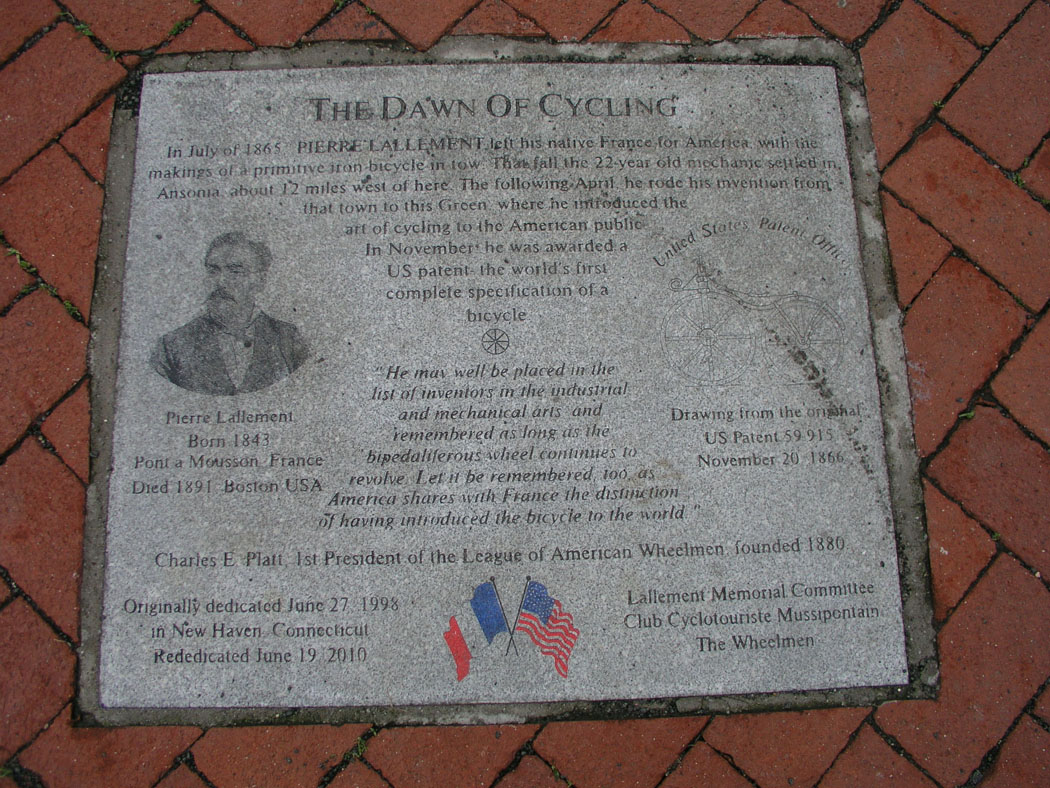 THE DAWN OF CYCLING
In July of 1865 PIERRE LALLEMENT left his native France for America, with the
makings of a primitive iron bicycle in tow. That fall the 22-year old mechanic settled in
Ansonia, about 12 miles west of here. The following April, he rode his invention from
that town to this Green, where he introduced the
art of cycling to the American public
In November he was awarded a
US patent- the world's first
complete specification of a
bicycle
"He may well be placed in the
list of inventors in the industrial
and mechanical arts and
remembered as long as the
bipedaliferous wheel continues to
revolve. Let it be remembered, too, as
America shares with France the distinction
of having introduced the bicycle to the world"
Pierre Lallement
Born 1843
Pont a Mousson France
Died 1891 Boston USA
United States Patent Office
Drawing from the original
US Patent 59 915
November 20 1866
Charles E. Platt, 1st President of the League of American Wheelmen, founded 1880.
Originally dedicated June 27, 1998
in New Haven, Connecticut
Rededicated June 19, 2010
Lallement Memorial Committee
Club Cyclotouriste Mussipontain
The Wheelmen